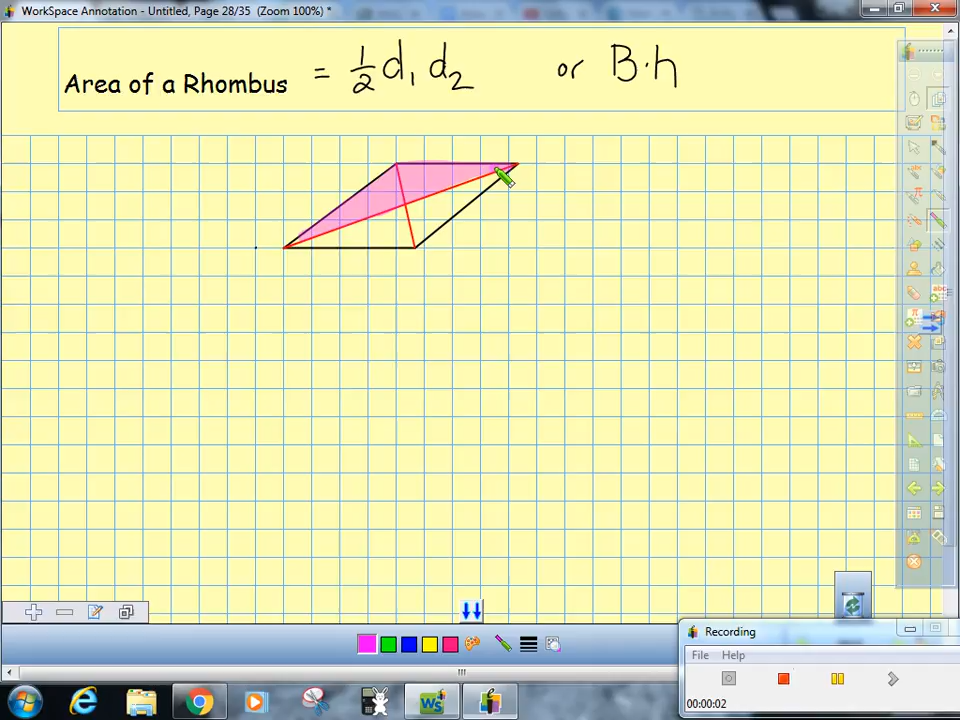 WorkSpace Annotation - Untitled, Page 28/35 (Zoom 100%) *
Area of a Rhombus = 1/2 d₁ d₂ or B·h
Recording
File Help
00:00:02